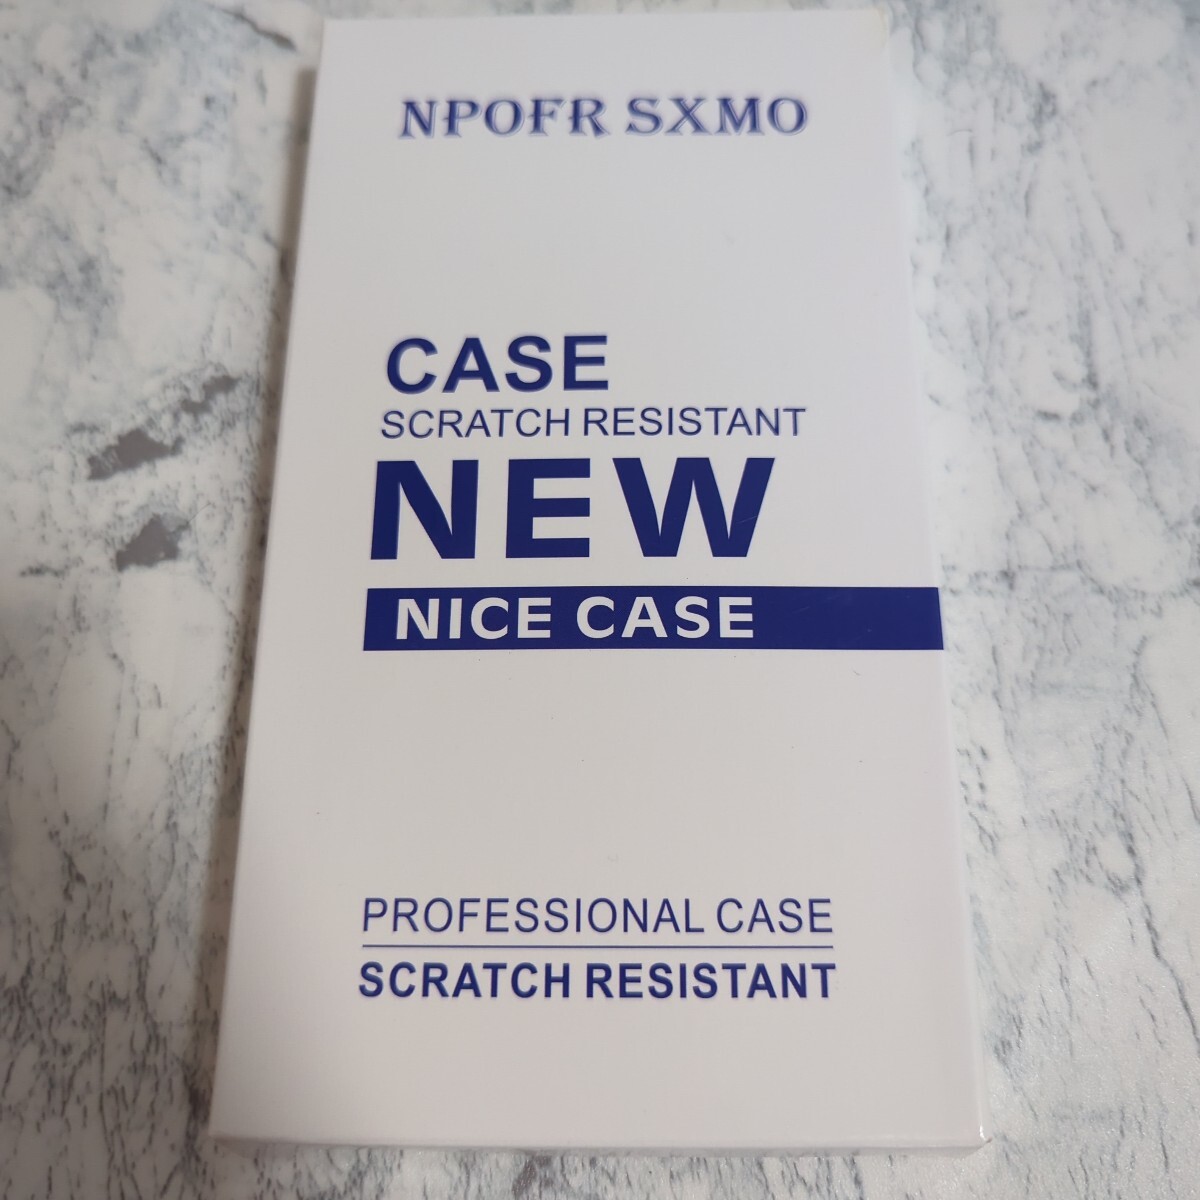 NPOFR SXMO
CASE
SCRATCH RESISTANT
NEW
NICE CASE
PROFESSIONAL CASE
SCRATCH RESISTANT